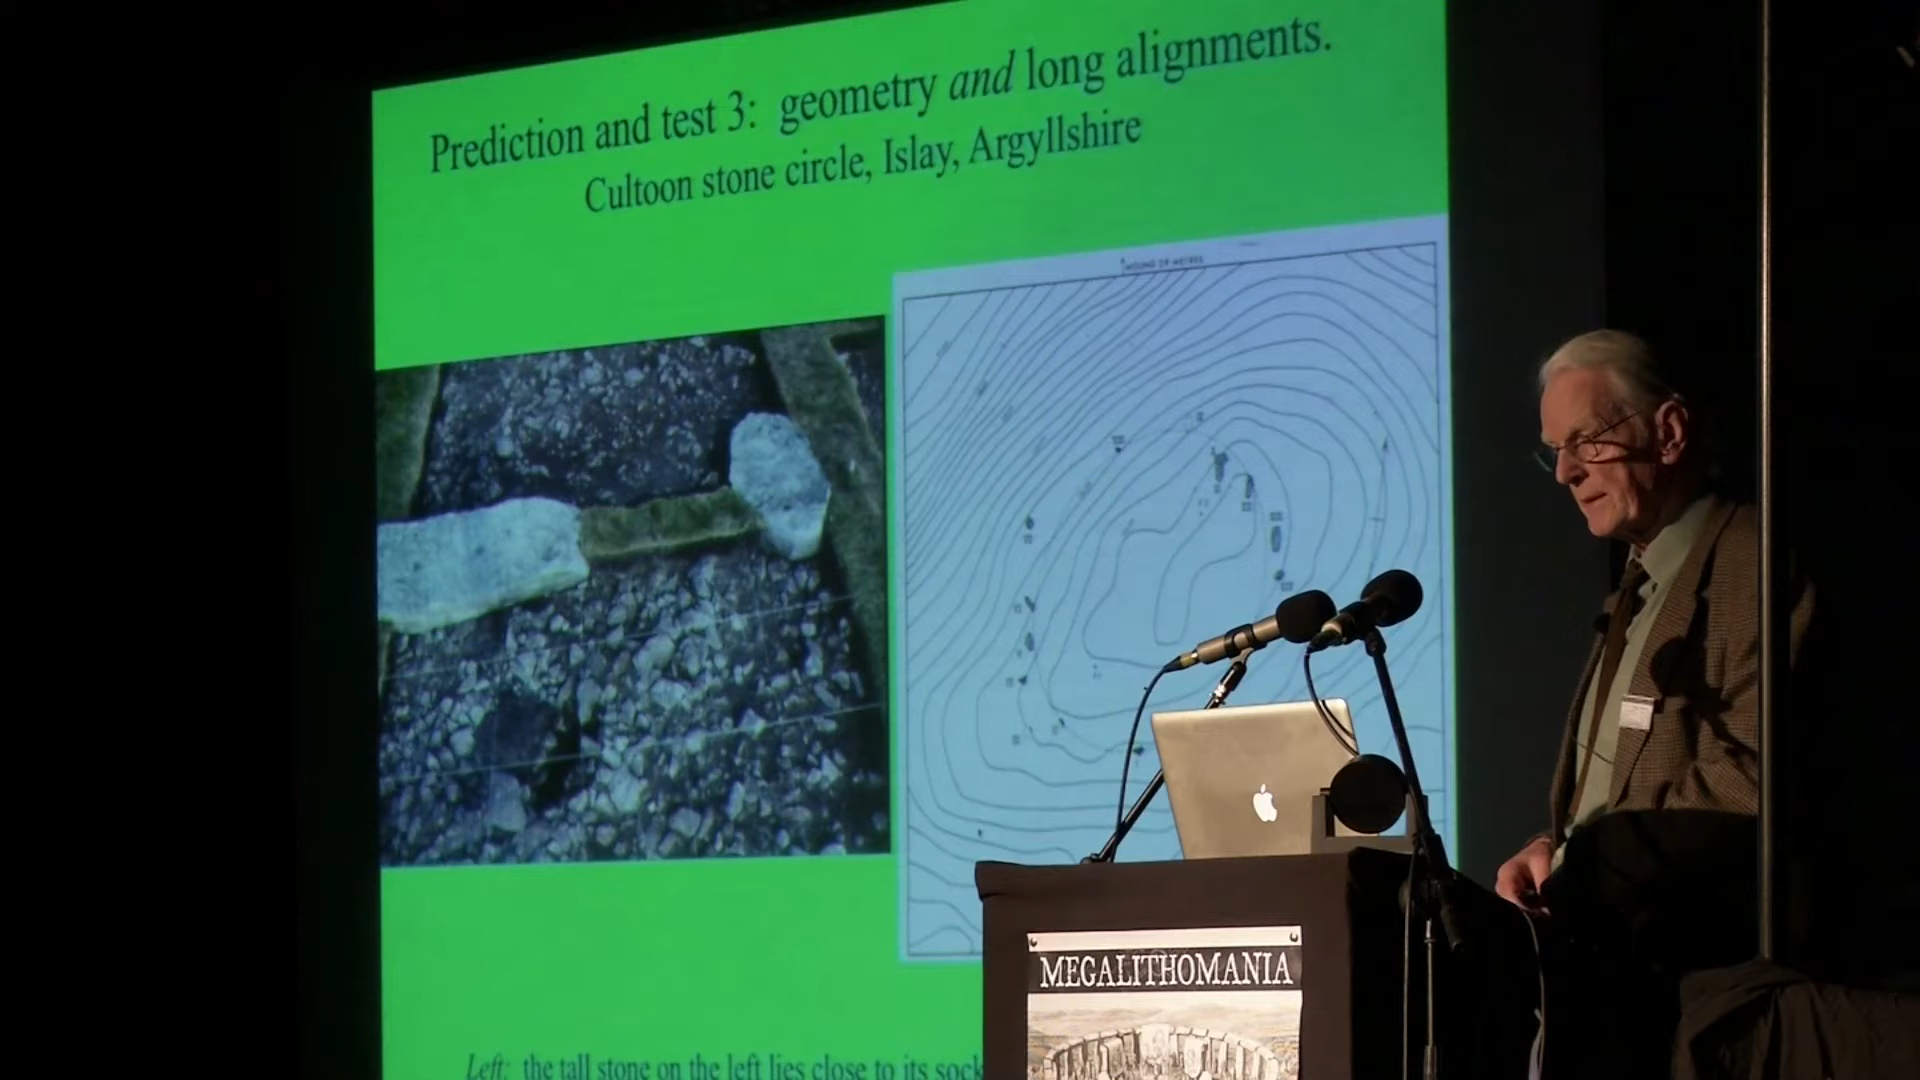 Prediction and test 3: geometry and long alignments.
Cultoon stone circle, Islay, Argyllshire
Left: the tall stone on the left lies close to its sock
MEGALITHOMANIA